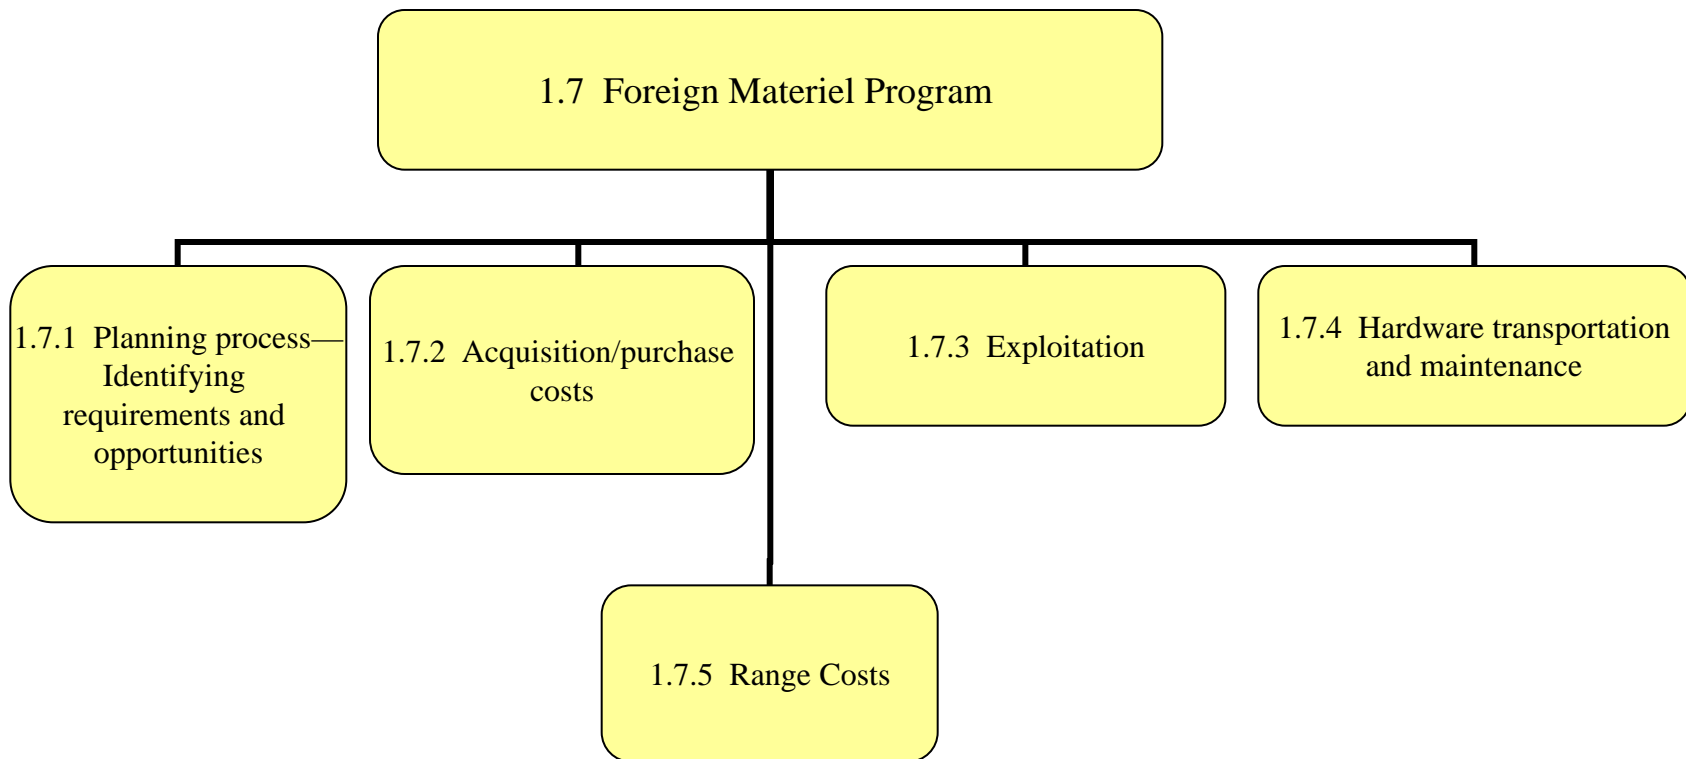 1.7  Foreign Materiel Program
1.7.1  Planning process—
Identifying
requirements and
opportunities
1.7.2  Acquisition/purchase
costs
1.7.3  Exploitation
1.7.4  Hardware transportation
and maintenance
1.7.5  Range Costs